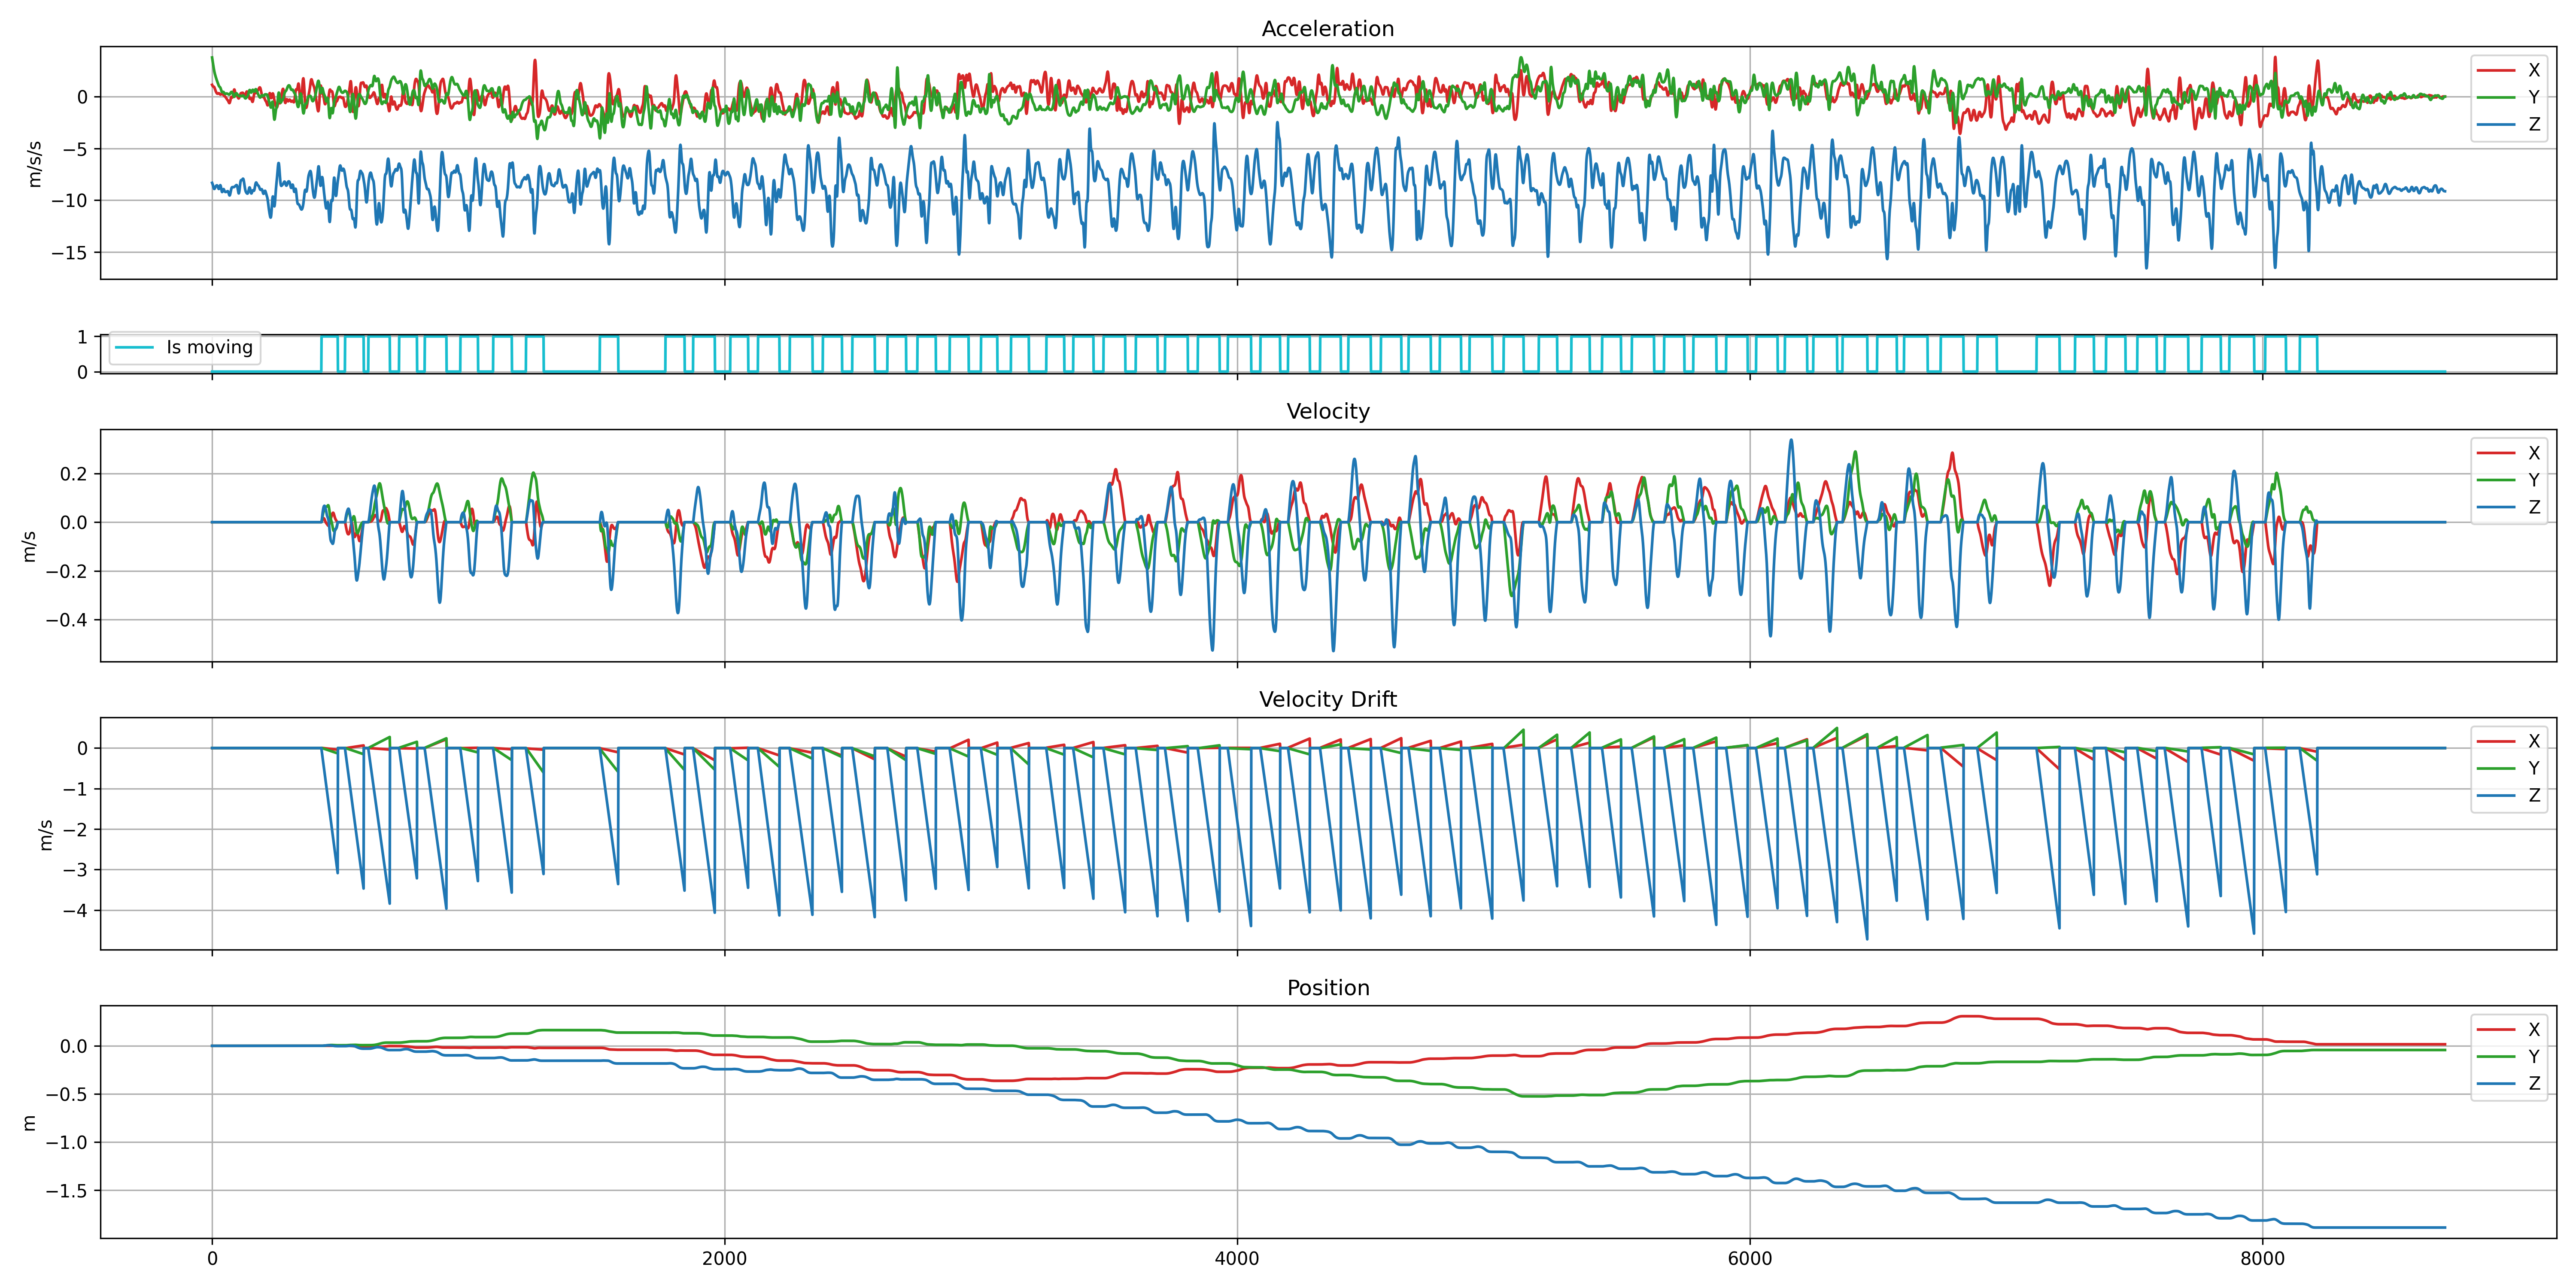 Acceleration
m/s/s
0
−5
−10
−15
X
Y
Z
1
0
Is moving
Velocity
m/s
0.2
0.0
−0.2
−0.4
X
Y
Z
Velocity Drift
m/s
0
−1
−2
−3
−4
X
Y
Z
Position
m
0.0
−0.5
−1.0
−1.5
X
Y
Z
0 2000 4000 6000 8000